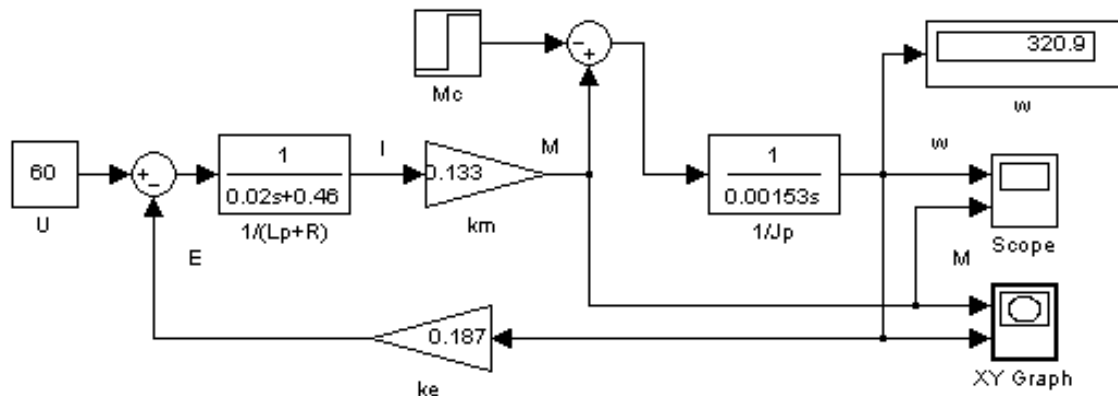 320.9
w
Mc
+
60
U
+
1
0.02s+0.46
1/(Lp+R)
I
0.133
km
M
1
0.00153s
1/Jp
w
Scope
E
M
0.187
ke
XY Graph